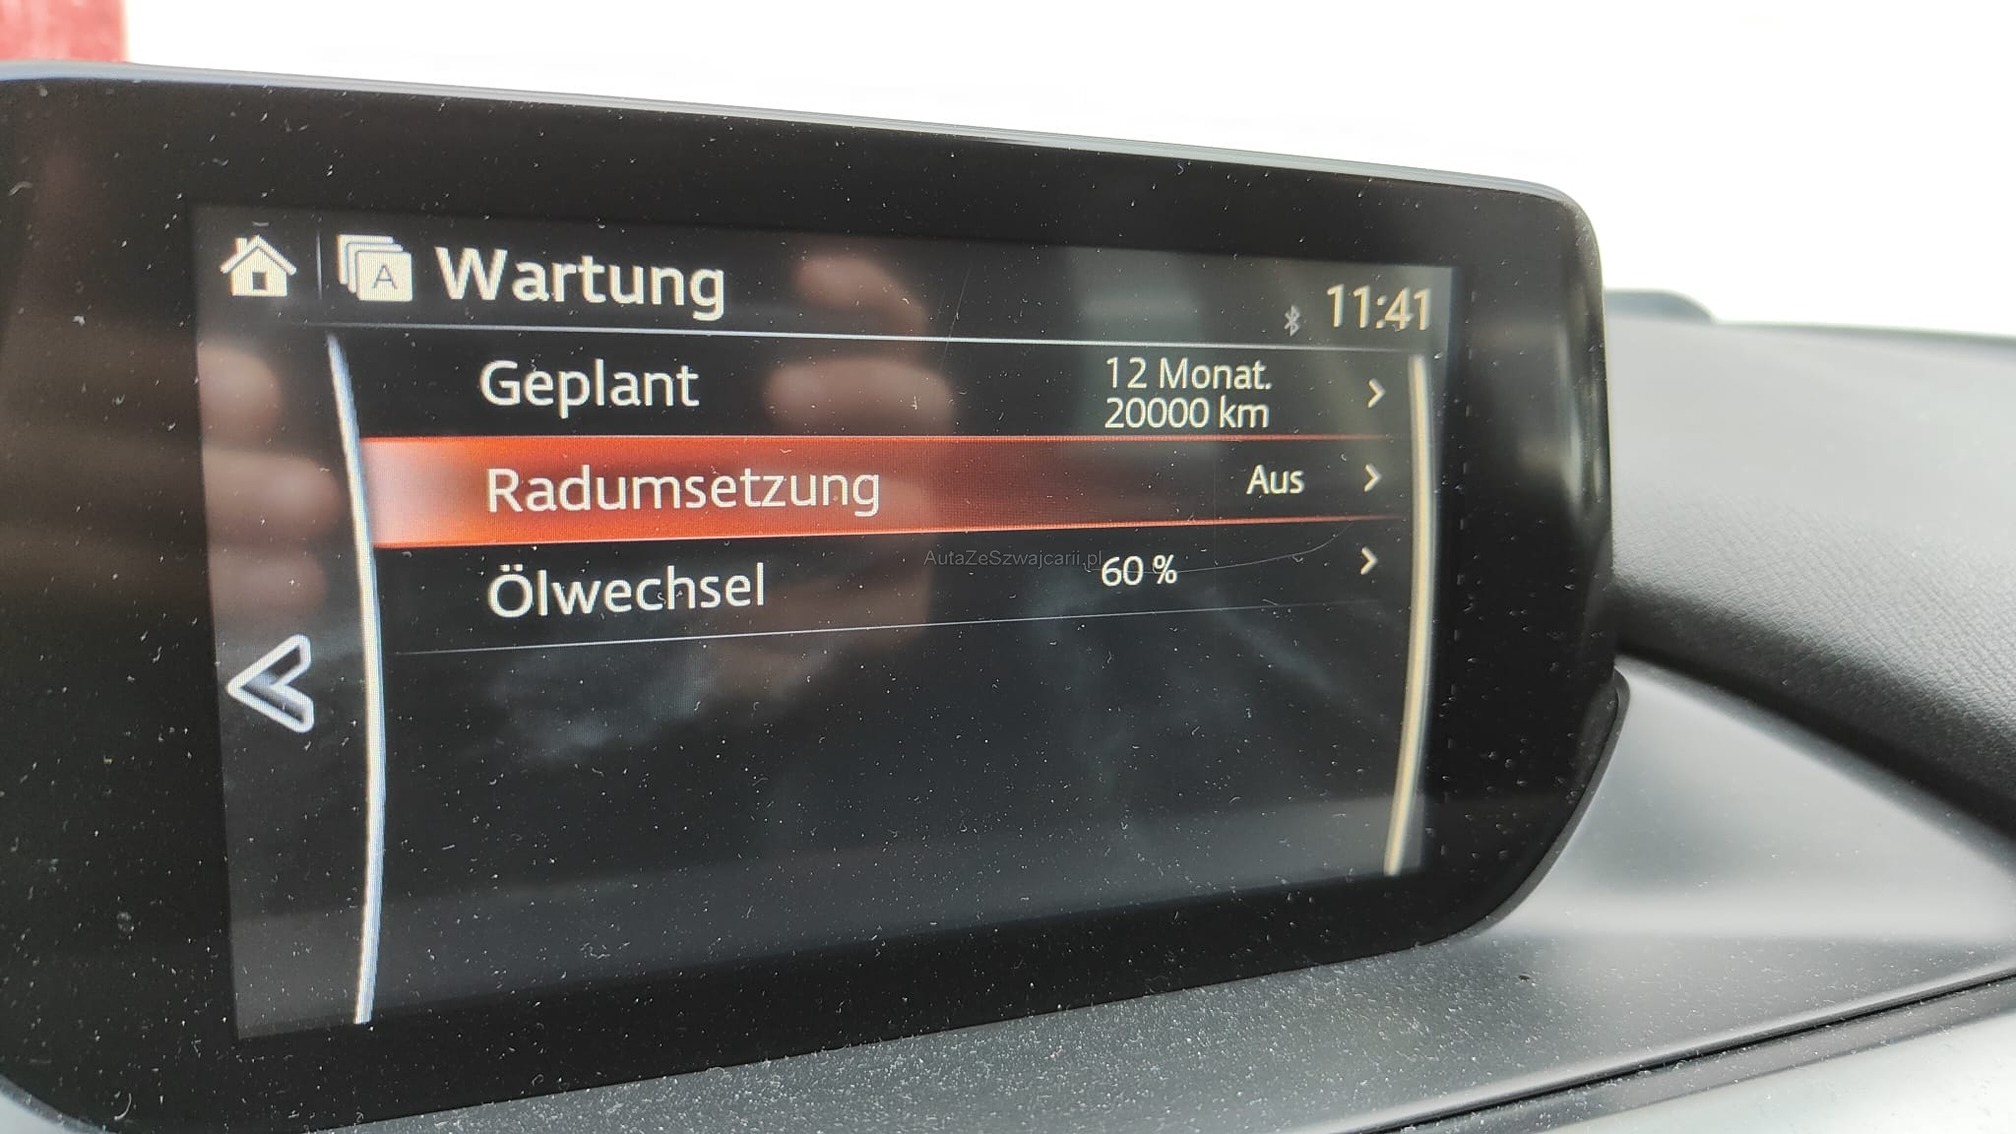 A Wartung
11:41
Geplant
12 Monat.
20000 km
Radumsetzung
Aus
Ölwechsel
60 %
AutaZeSzwajcarii.pl